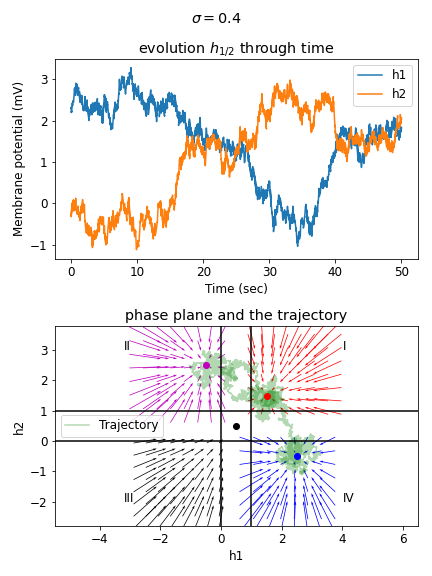 σ = 0.4
evolution h1/2 through time
Membrane potential (mV)
3
2
1
0
−1
h1
h2
0
10
20
30
40
50
Time (sec)
phase plane and the trajectory
h2
3
2
1
0
−1
−2
II
I
Trajectory
III
IV
−4
−2
0
2
4
6
h1